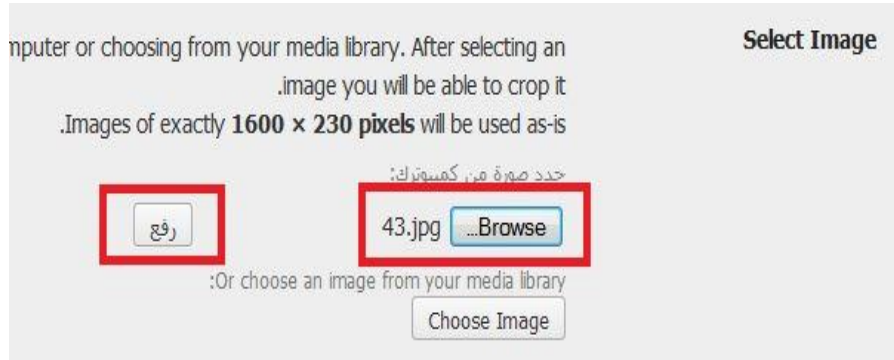 Select Image
mputer or choosing from your media library. After selecting an
.image you will be able to crop it
.Images of exactly 1600 × 230 pixels will be used as-is
حدد صورة من كمبيوترك:
43.jpg ...Browse
رفع
:Or choose an image from your media library
Choose Image